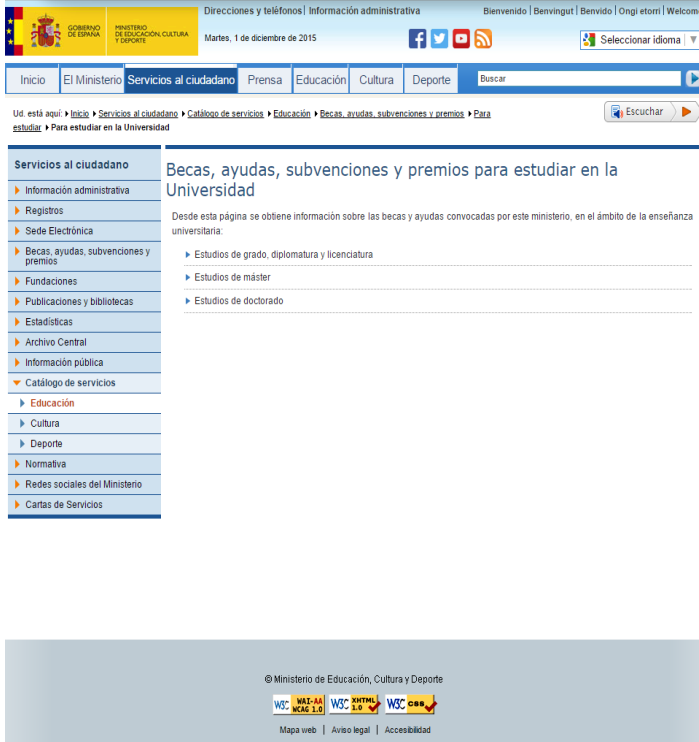 Direcciones y teléfonos | Información administrativa
Bienvenido | Benvingut | Benvido | Ongi etorri | Welcom
GOBIERNO DE ESPAÑA
MINISTERIO DE EDUCACIÓN, CULTURA Y DEPORTE
Martes, 1 de diciembre de 2015
Seleccionar idioma
Inicio El Ministerio Servicios al ciudadano Prensa Educación Cultura Deporte
Buscar
Ud. está aquí: Inicio Servicios al ciudadano Catálogo de servicios Educación Becas, ayudas, subvenciones y premios Para
estudiar Para estudiar en la Universidad
Escuchar
Servicios al ciudadano
Información administrativa
Registros
Sede Electrónica
Becas, ayudas, subvenciones y
premios
Fundaciones
Publicaciones y bibliotecas
Estadísticas
Archivo Central
Información pública
Catálogo de servicios
Educación
Cultura
Deporte
Normativa
Redes sociales del Ministerio
Cartas de Servicios
Becas, ayudas, subvenciones y premios para estudiar en la
Universidad
Desde esta página se obtiene información sobre las becas y ayudas convocadas por este ministerio, en el ámbito de la enseñanza
universitaria:
Estudios de grado, diplomatura y licenciatura
Estudios de máster
Estudios de doctorado
© Ministerio de Educación, Cultura y Deporte
W3C WAI-AA WCAG 1.0 W3C XHTML 1.0 W3C CSS
Mapa web | Aviso legal | Accesibilidad